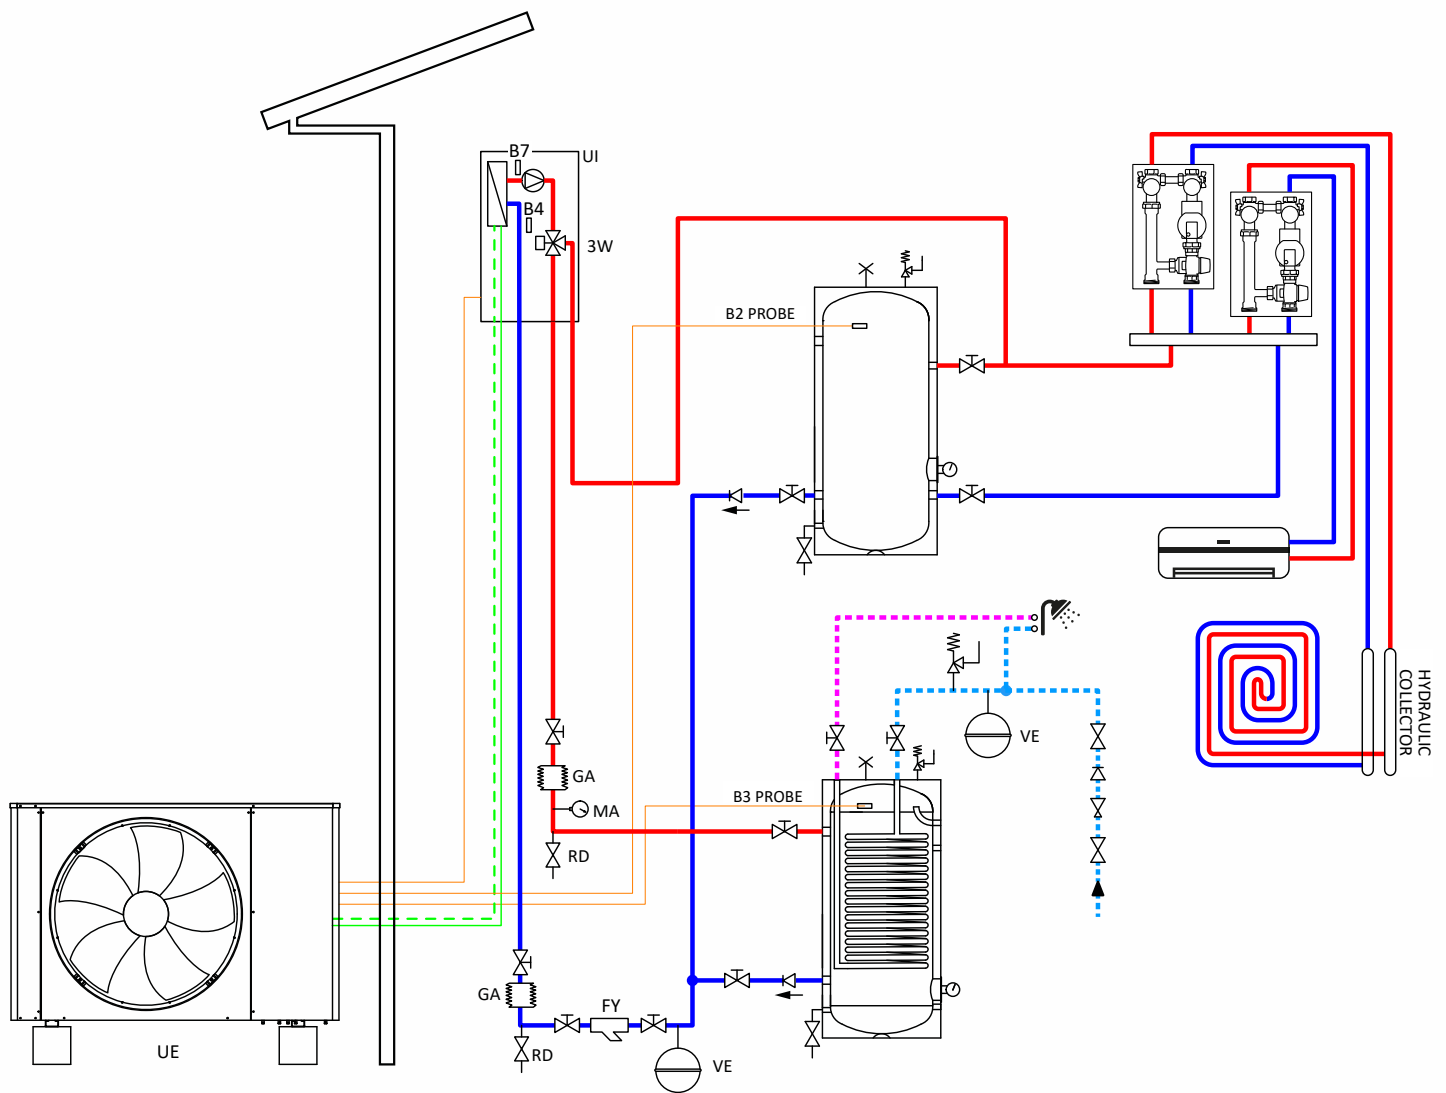 B7
UI
B4
3W
B2 PROBE
HYDRAULIC
COLLECTOR
VE
GA
B3 PROBE
MA
RD
GA
FY
UE
RD
VE